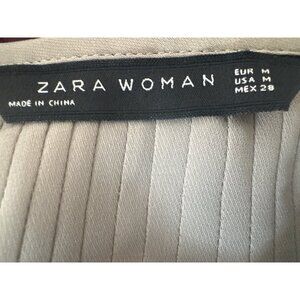 ZARA WOMAN
MADE IN CHINA
EUR M
USA M
MEX 28